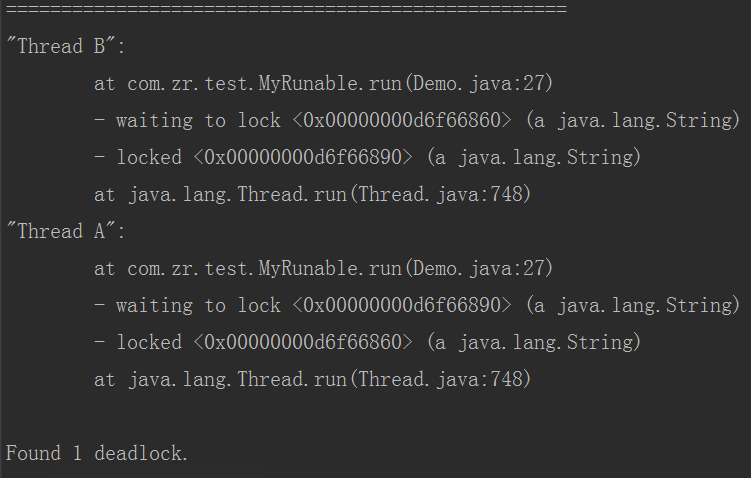 ===================================================
"Thread B":
        at com.zr.test.MyRunable.run(Demo.java:27)
        - waiting to lock <0x00000000d6f66860> (a java.lang.String)
        - locked <0x00000000d6f66890> (a java.lang.String)
        at java.lang.Thread.run(Thread.java:748)
"Thread A":
        at com.zr.test.MyRunable.run(Demo.java:27)
        - waiting to lock <0x00000000d6f66890> (a java.lang.String)
        - locked <0x00000000d6f66860> (a java.lang.String)
        at java.lang.Thread.run(Thread.java:748)

Found 1 deadlock.